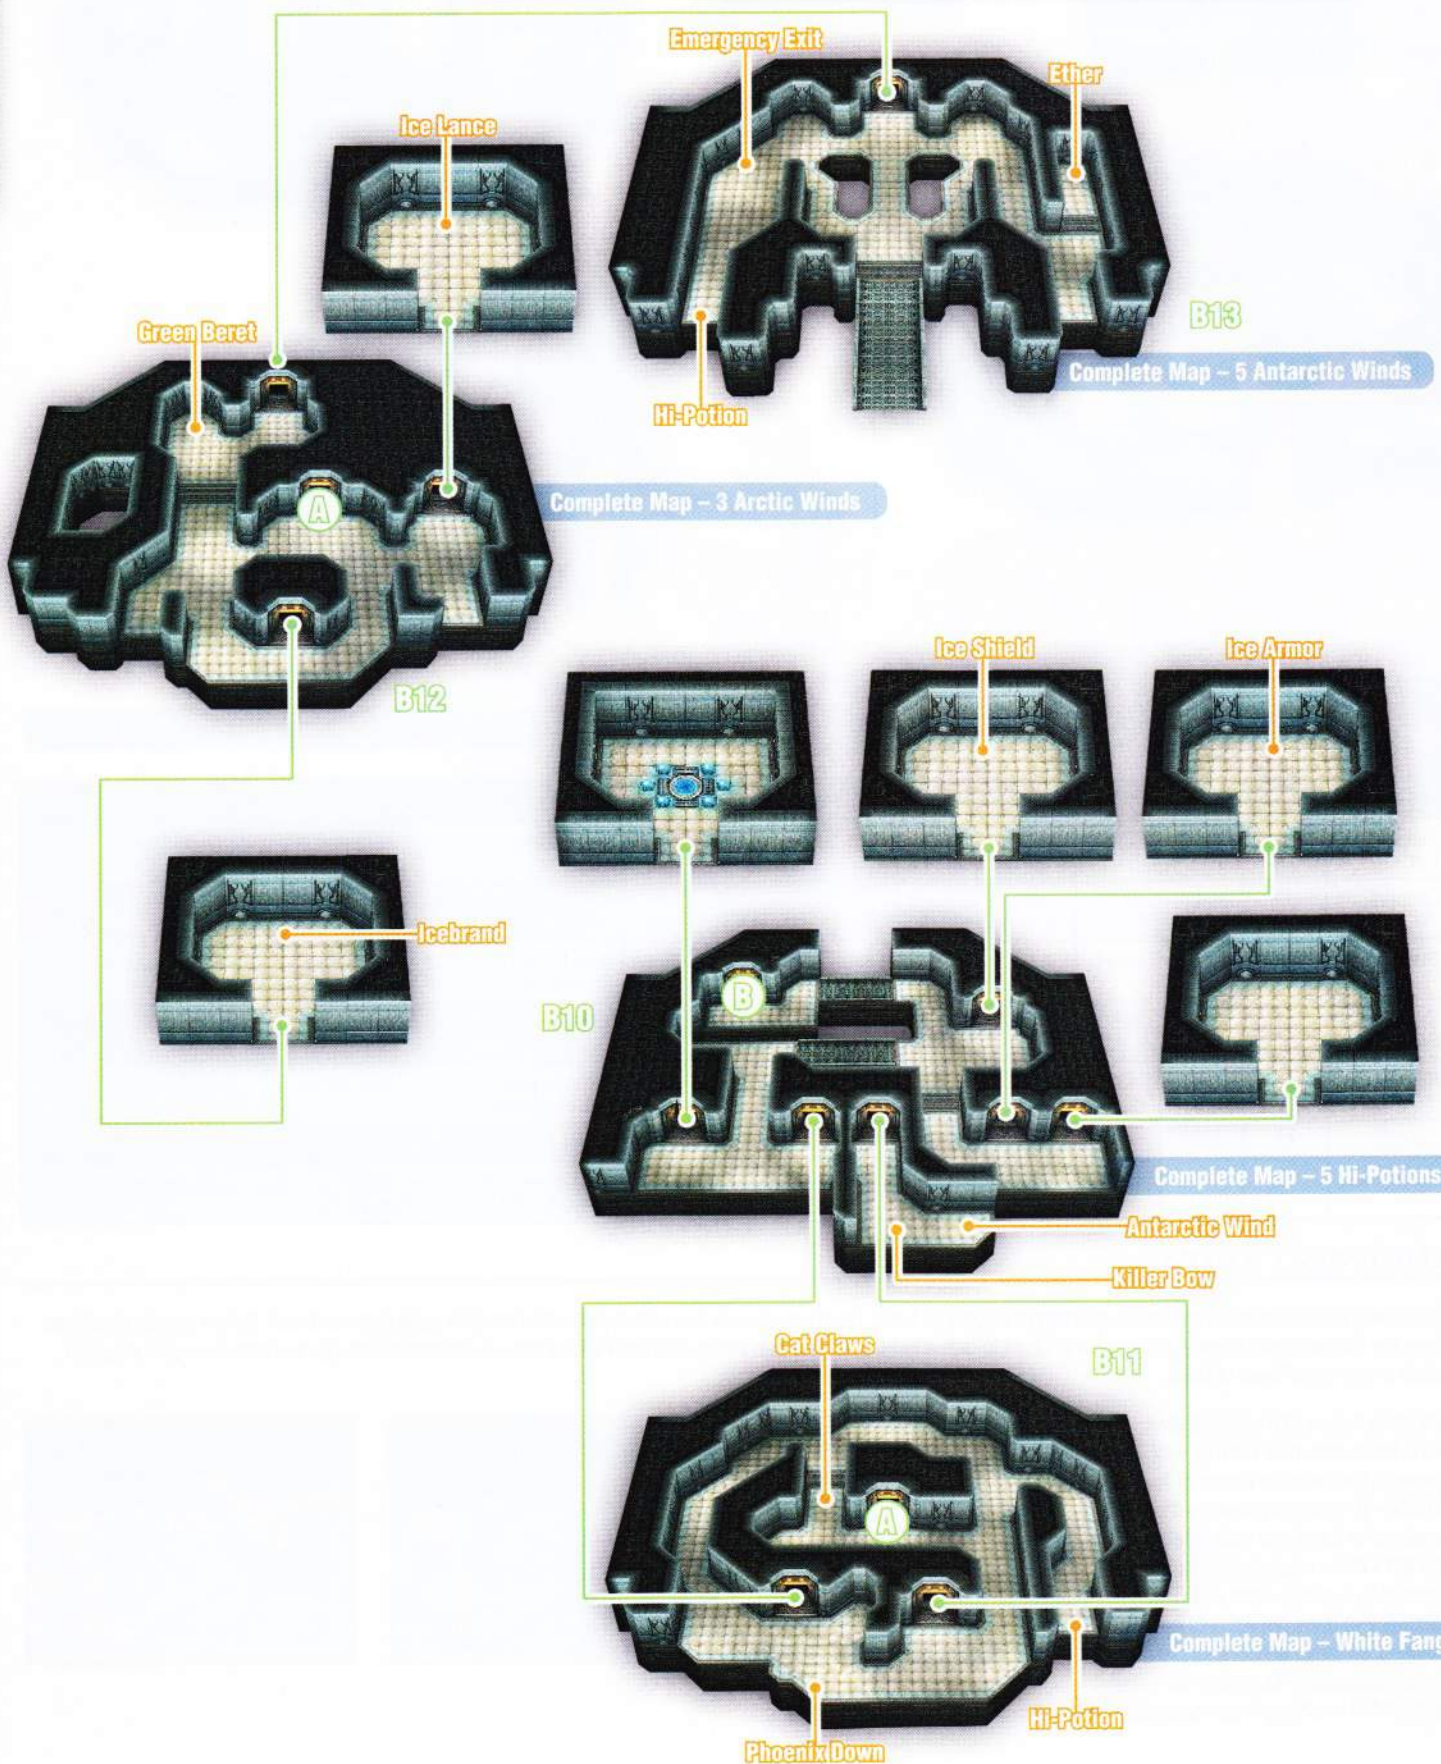 Emergency Exit
Ether
Ice Lance
Green Beret
B13
Complete Map – 5 Antarctic Winds
Hi-Potion
A
Complete Map – 3 Arctic Winds
B12
Ice Shield
Ice Armor
Icebrand
B
B10
Complete Map – 5 Hi-Potions
Antarctic Wind
Killer Bow
Cat Claws
B11
A
Complete Map – White Fang
Hi-Potion
Phoenix Down